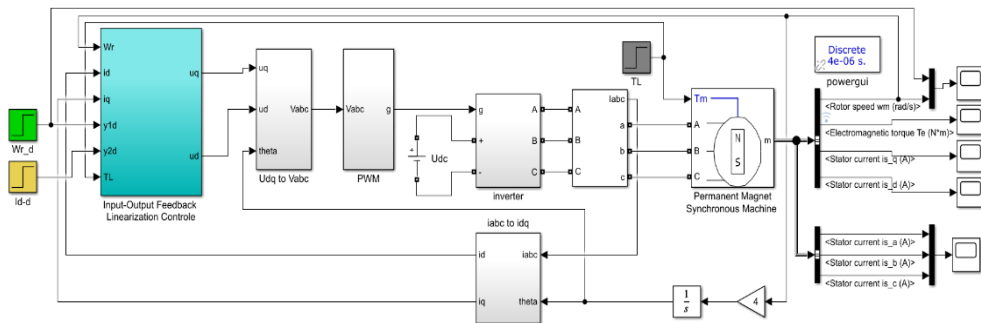 Wr
id
iq
y1d
y2d
TL
uq
ud
Input-Output Feedback
Linearization Controle
Wr_d
Id-d
uq
ud
theta
Vabc
Udq to Vabc
Vabc
g
PWM
+
Udc
g
+
-
A
B
C
inverter
A
B
C
Iabc
a
b
c
TL
Tm
A
B
C
N
S
m
Permanent Magnet
Synchronous Machine
Discrete
4e-06 s.
powergui
<Rotor speed wm (rad/s)>
<Electromagnetic torque Te (N*m)>
<Stator current is_q (A)>
<Stator current is_d (A)>
<Stator current is_a (A)>
<Stator current is_b (A)>
<Stator current is_c (A)>
iabc to idq
id
iq
iabc
theta
1
s
4